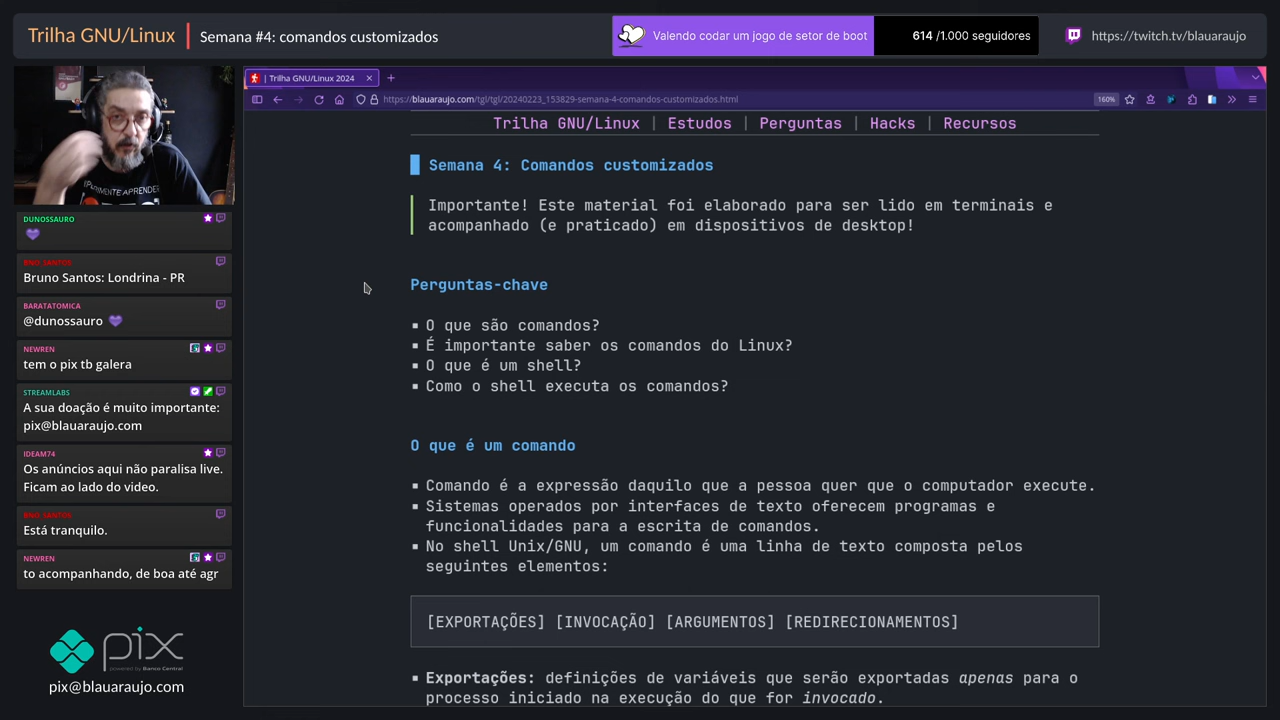 Trilha GNU/Linux
Semana #4: comandos customizados
Valendo codar um jogo de setor de boot
614 /1.000 seguidores
https://twitch.tv/blauaraujo
| Trilha GNU/Linux 2024
https://blauaraujo.com/tgl/tgl/20240223_153829-semana-4-comandos-customizados.html
160%
Trilha GNU/Linux | Estudos | Perguntas | Hacks | Recursos
Semana 4: Comandos customizados
Importante! Este material foi elaborado para ser lido em terminais e
acompanhado (e praticado) em dispositivos de desktop!
Perguntas-chave
▪ O que são comandos?
▪ É importante saber os comandos do Linux?
▪ O que é um shell?
▪ Como o shell executa os comandos?
O que é um comando
▪ Comando é a expressão daquilo que a pessoa quer que o computador execute.
▪ Sistemas operados por interfaces de texto oferecem programas e
funcionalidades para a escrita de comandos.
▪ No shell Unix/GNU, um comando é uma linha de texto composta pelos
seguintes elementos:
[EXPORTAÇÕES] [INVOCAÇÃO] [ARGUMENTOS] [REDIRECIONAMENTOS]
▪ Exportações: definições de variáveis que serão exportadas apenas para o
processo iniciado na execução do que for invocado.
APRENDER
DUNOSSAURO
BNO_SANTOS
Bruno Santos: Londrina - PR
BARATATOMICA
@dunossauro
NEWREN
tem o pix tb galera
STREAMLABS
A sua doação é muito importante:
pix@blauaraujo.com
IDEAM74
Os anúncios aqui não paralisa live.
Ficam ao lado do video.
BNO_SANTOS
Está tranquilo.
NEWREN
to acompanhando, de boa até agr
pix
powered by Banco Central
pix@blauaraujo.com